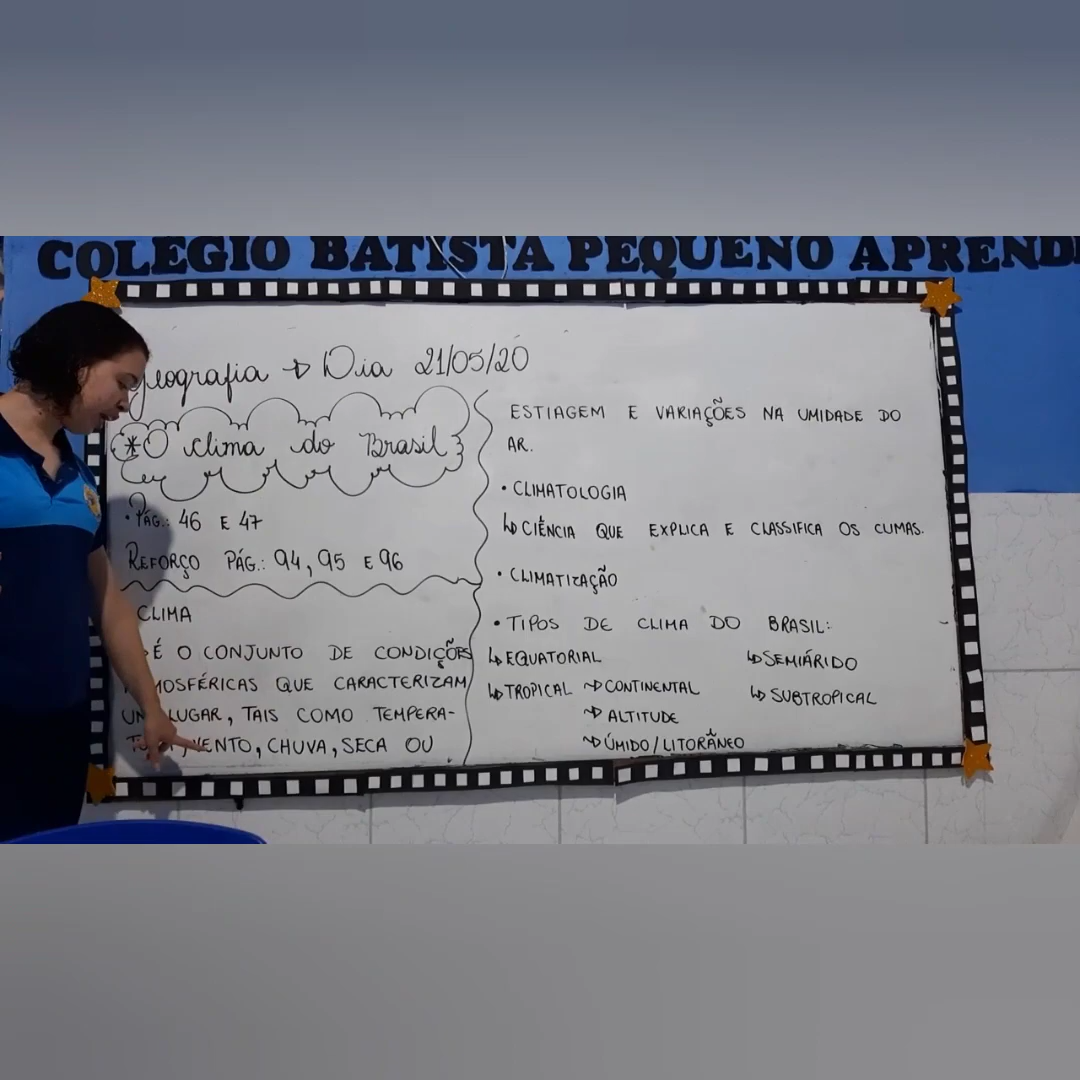 COLÉGIO BATISTA PEQUENO APREND
Geografia → Dia 21/05/20
* O clima do Brasil
• PÁG.: 46 E 47
REFORÇO PÁG.: 94, 95 E 96
CLIMA
É O CONJUNTO DE CONDIÇÕES
QUE CARACTERIZAM
LUGAR, TAIS COMO TEMPERA-
VENTO, CHUVA, SECA OU
ESTIAGEM E VARIAÇÕES NA UMIDADE DO
AR.
• CLIMATOLOGIA
↳ CIÊNCIA QUE EXPLICA E CLASSIFICA OS CLIMAS.
• CLIMATIZAÇÃO
• TIPOS DE CLIMA DO BRASIL:
↳ EQUATORIAL ↳ SEMIÁRIDO
↳ TROPICAL ~> CONTINENTAL ↳ SUBTROPICAL
~> ALTITUDE
~> ÚMIDO/LITORÂNEO